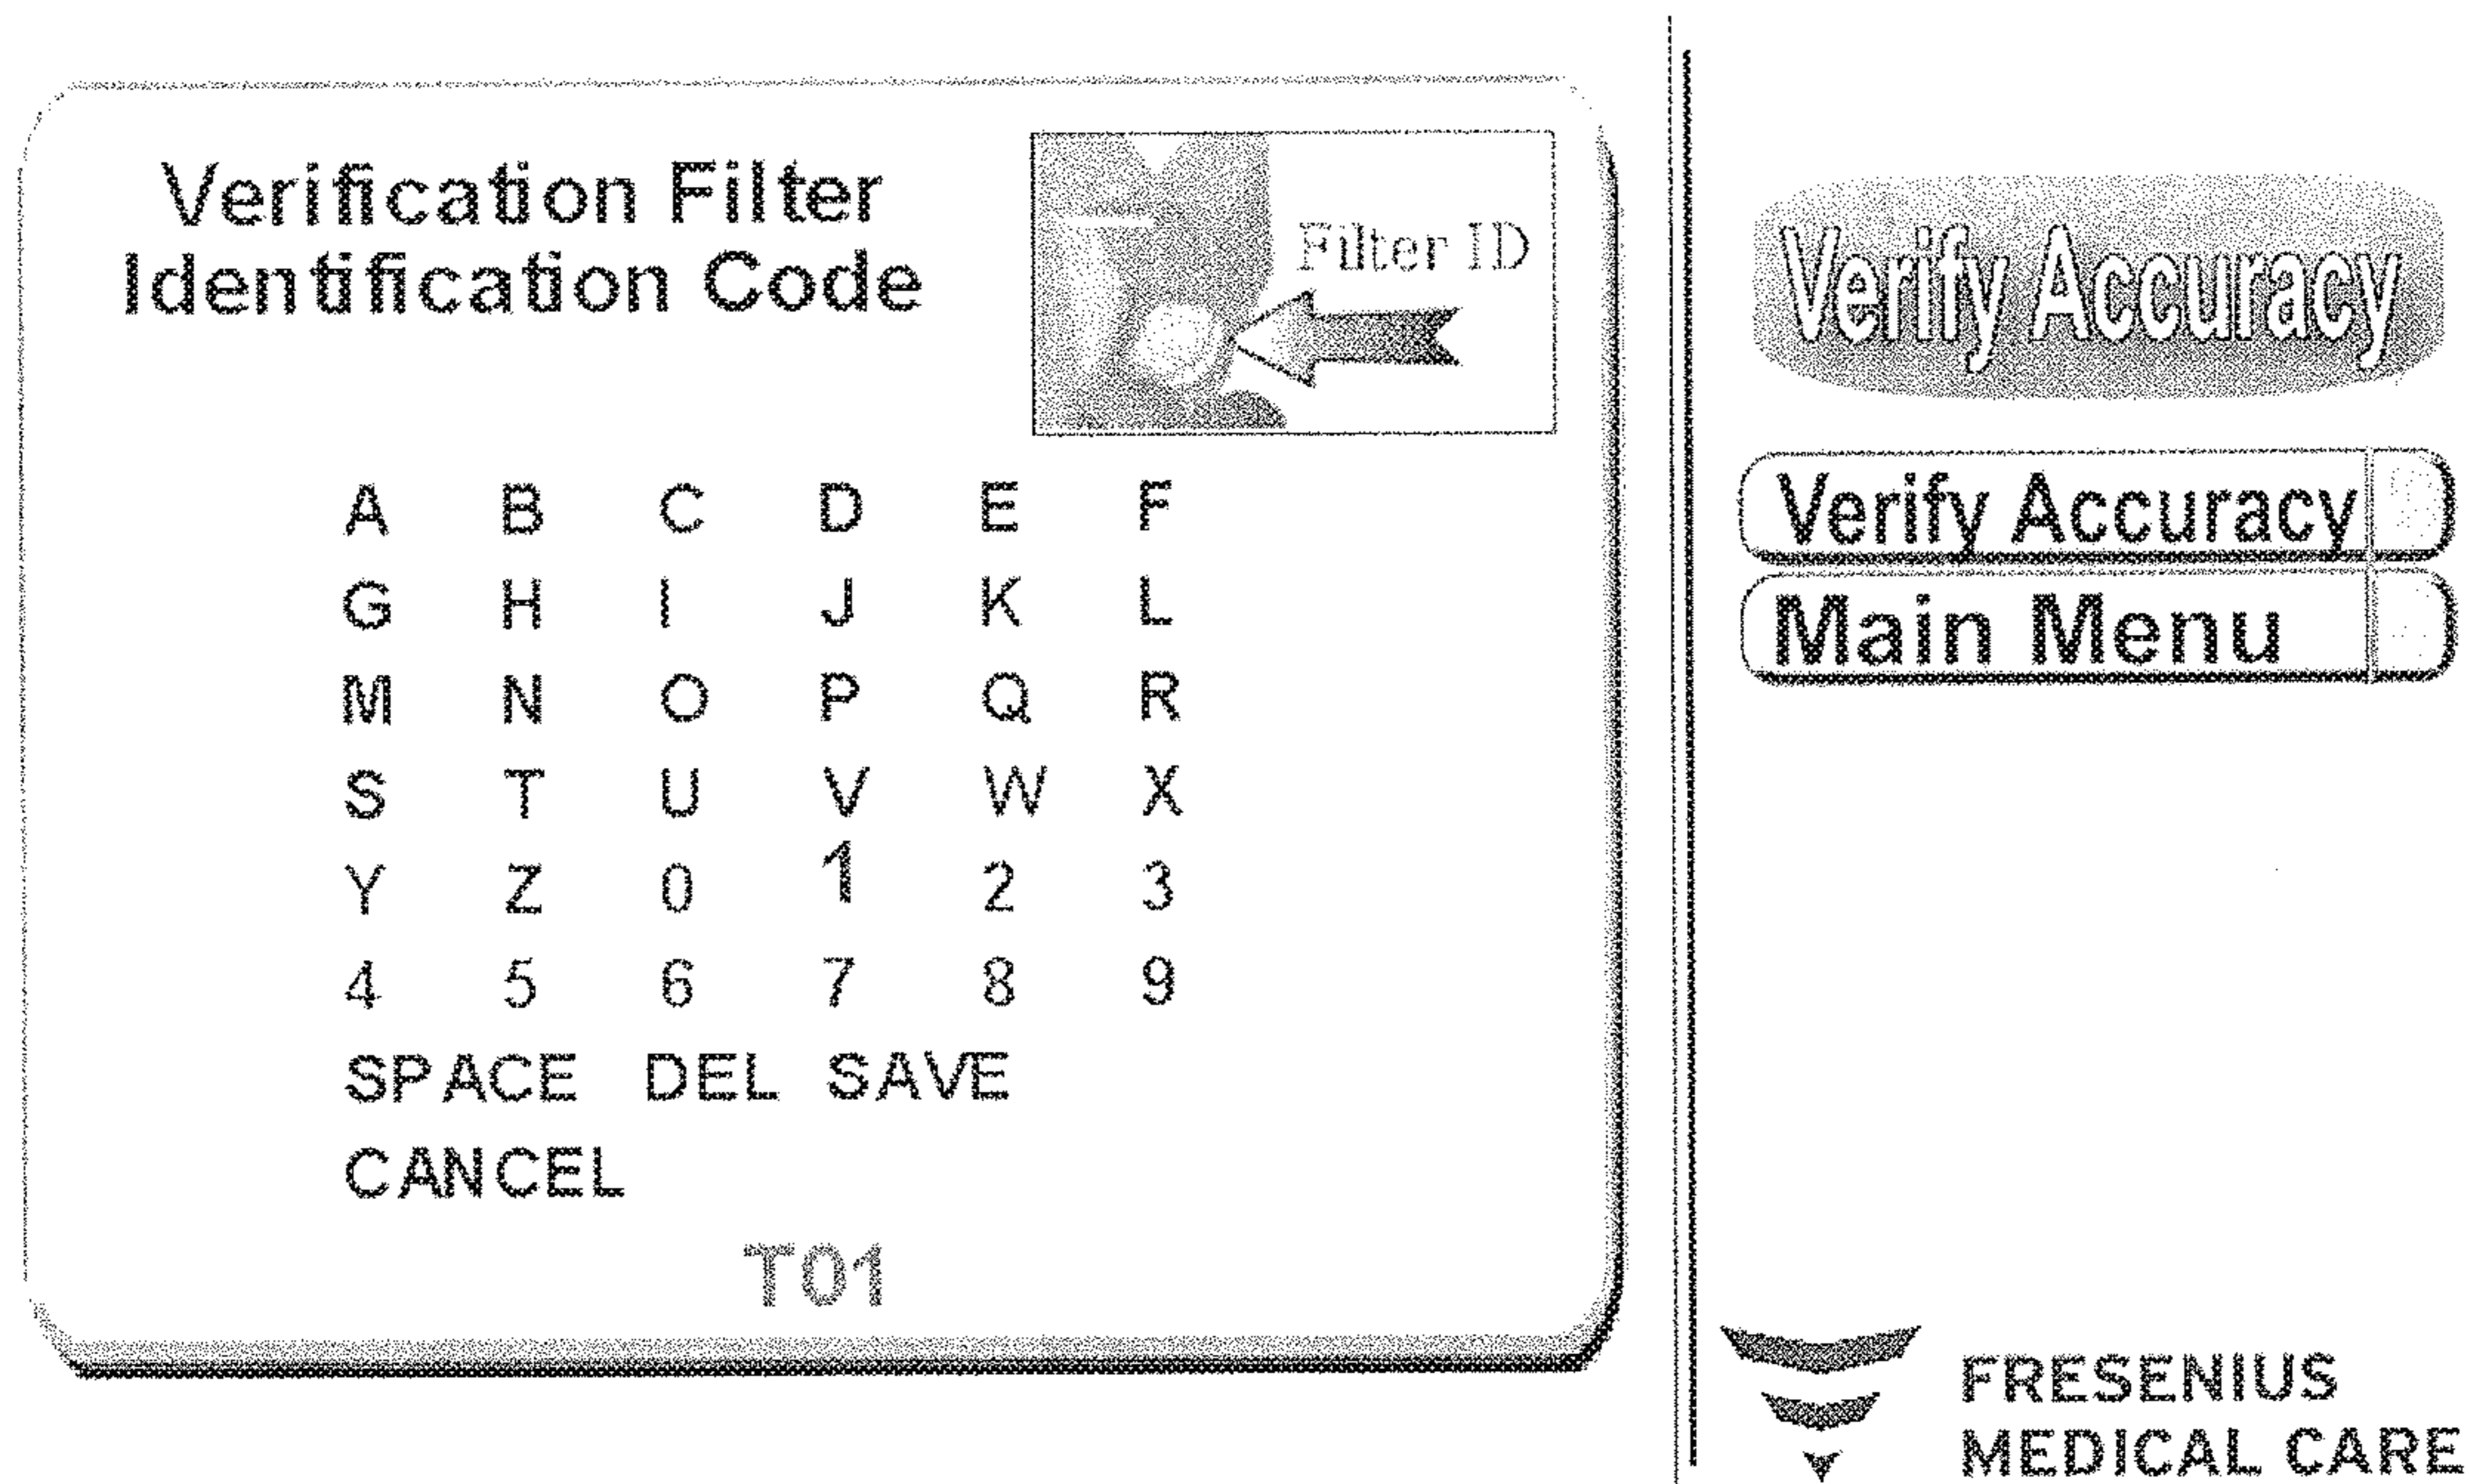 Verification Filter
Identification Code
Filter ID
A B C D E F
G H I J K L
M N O P Q R
S T U V W X
Y Z 0 1 2 3
4 5 6 7 8 9
SPACE DEL SAVE
CANCEL
T01
Verify Accuracy
Verify Accuracy
Main Menu
FRESENIUS
MEDICAL CARE